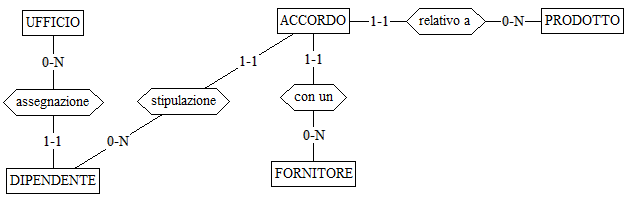 UFFICIO
ACCORDO
1-1
relativo a
0-N
PRODOTTO
0-N
1-1
1-1
assegnazione
stipulazione
con un
1-1
0-N
0-N
DIPENDENTE
FORNITORE